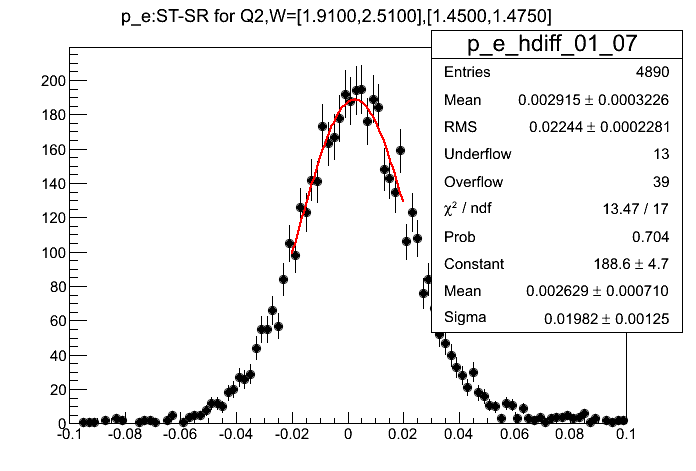 p_e:ST-SR for Q2,W=[1.9100,2.5100],[1.4500,1.4750]
p_e_hdiff_01_07
Entries 4890
Mean 0.002915 ± 0.0003226
RMS 0.02244 ± 0.0002281
Underflow 13
Overflow 39
χ² / ndf 13.47 / 17
Prob 0.704
Constant 188.6 ± 4.7
Mean 0.002629 ± 0.000710
Sigma 0.01982 ± 0.00125
200
180
160
140
120
100
80
60
40
20
0
-0.1 -0.08 -0.06 -0.04 -0.02 0 0.02 0.04 0.06 0.08 0.1